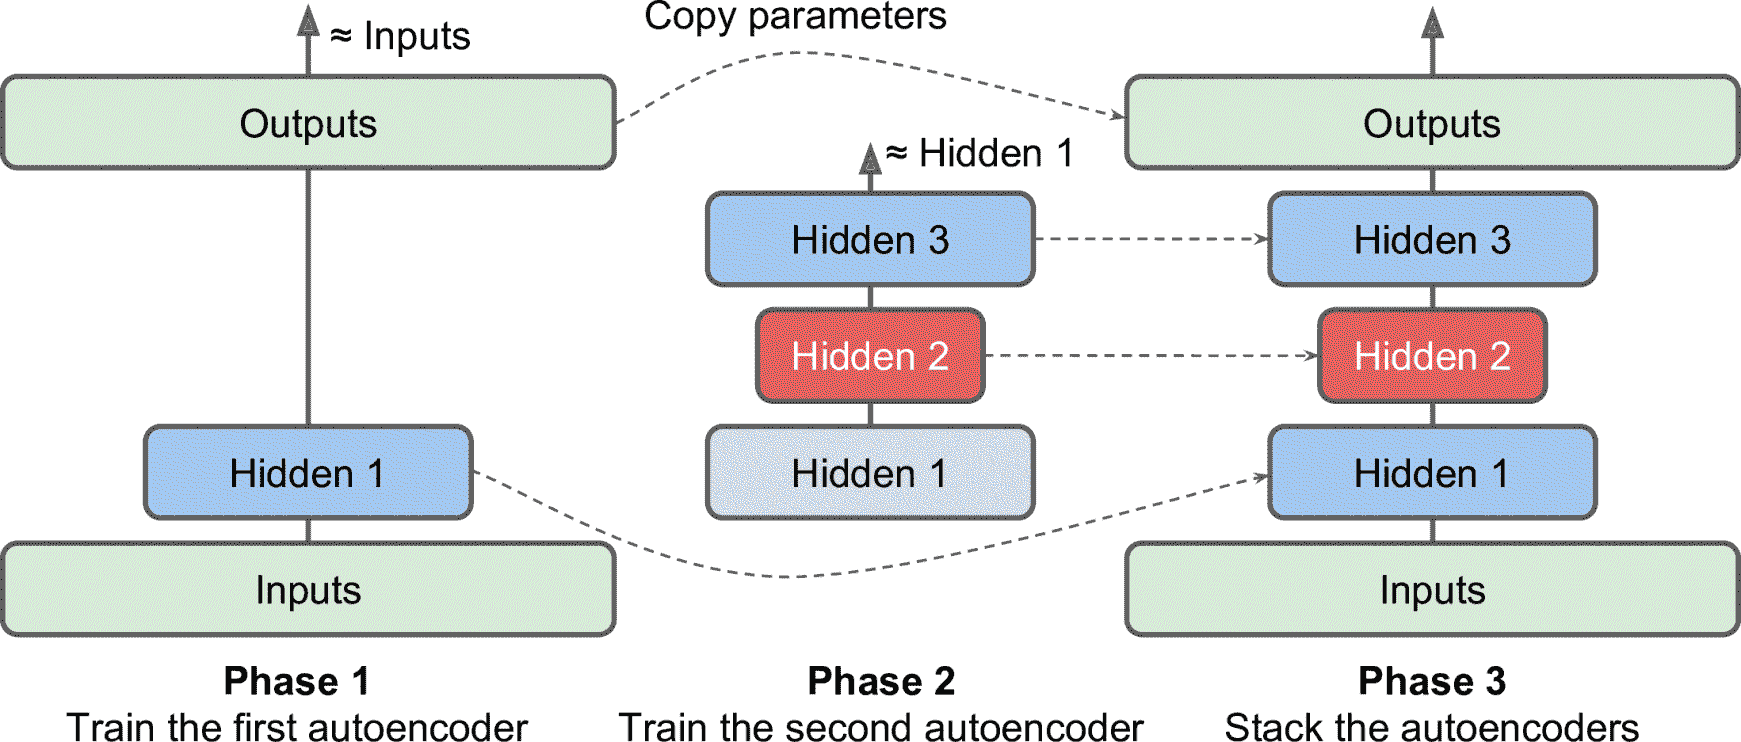 ≈ Inputs
Outputs
Hidden 1
Inputs
Phase 1
Train the first autoencoder
Copy parameters
≈ Hidden 1
Hidden 3
Hidden 2
Hidden 1
Phase 2
Train the second autoencoder
Outputs
Hidden 3
Hidden 2
Hidden 1
Inputs
Phase 3
Stack the autoencoders